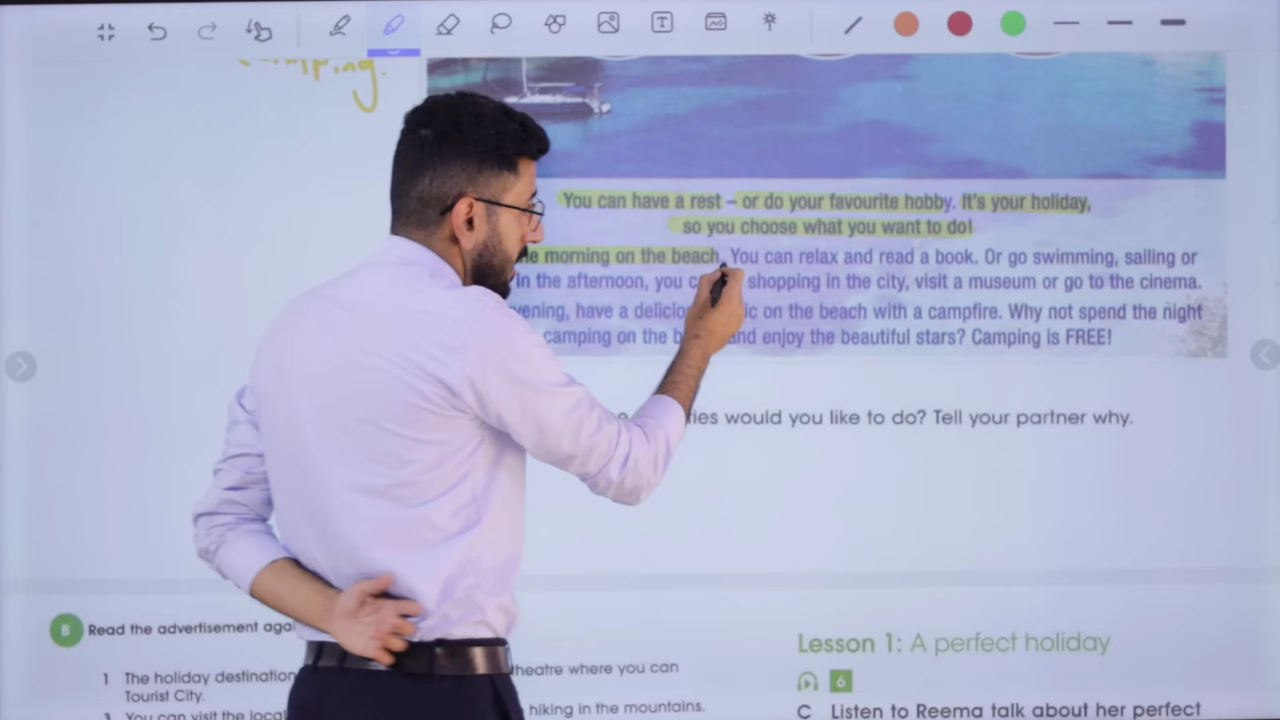 You can have a rest – or do your favourite hobby. It's your holiday,
so you choose what you want to do!
morning on the beach. You can relax and read a book. Or go swimming, sailing or
In the afternoon, you shopping in the city, visit a museum or go to the cinema.
have a on the beach with a campfire. Why not spend the night
camping on the and enjoy the beautiful stars? Camping is FREE!
would you like to do? Tell your partner why.
B Read the advertisement
1 The holiday destination theatre where you can
Tourist City.
3 You can visit the hiking in the mountains.
Lesson 1: A perfect holiday
6
C Listen to Reema talk about her perfect